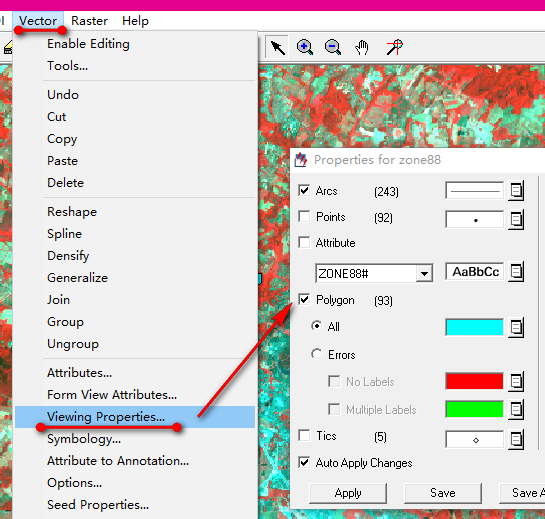 DI Vector Raster Help
Enable Editing
Tools...
Undo
Cut
Copy
Paste
Delete
Reshape
Spline
Densify
Generalize
Join
Group
Ungroup
Attributes...
Form View Attributes...
Viewing Properties...
Symbology...
Attribute to Annotation...
Options...
Seed Properties...
Properties for zone88
Arcs (243)
Points (92)
Attribute
ZONE88# AaBbCc
Polygon (93)
All
Errors
No Labels
Multiple Labels
Tics (5)
Auto Apply Changes
Apply Save Save A